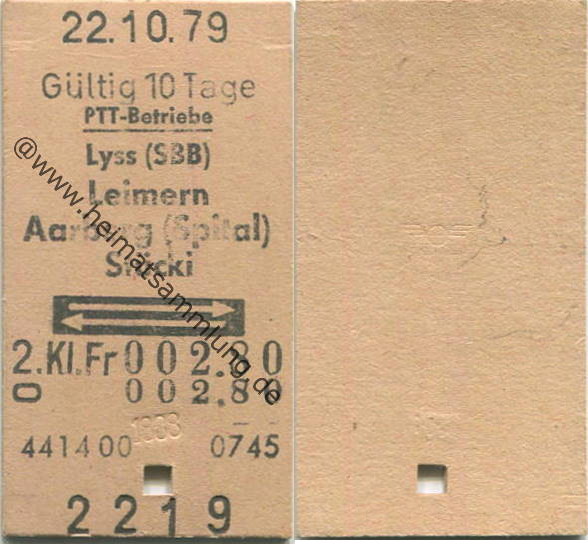 22.10.79
Gültig 10 Tage
PTT-Betriebe
Lyss (SBB)
Leimern
Aarberg (Spital)
Stöcki
2.Kl.Fr 002.80
0 002.80
1833
441400 0745
2219
@www.heimatsammlung.de